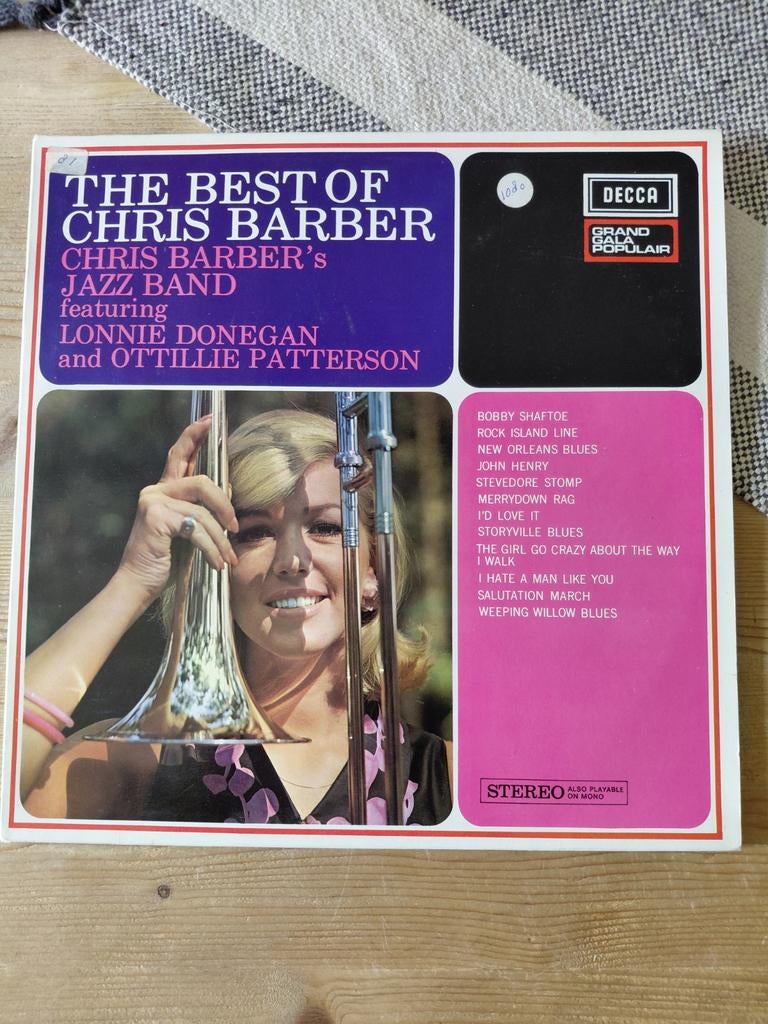 81
THE BEST OF
CHRIS BARBER
CHRIS BARBER's
JAZZ BAND
featuring
LONNIE DONEGAN
and OTTILLIE PATTERSON
1080
DECCA
GRAND
GALA
POPULAIR
BOBBY SHAFTOE
ROCK ISLAND LINE
NEW ORLEANS BLUES
JOHN HENRY
STEVEDORE STOMP
MERRYDOWN RAG
I'D LOVE IT
STORYVILLE BLUES
THE GIRL GO CRAZY ABOUT THE WAY
I WALK
I HATE A MAN LIKE YOU
SALUTATION MARCH
WEEPING WILLOW BLUES
STEREO ALSO PLAYABLE
ON MONO